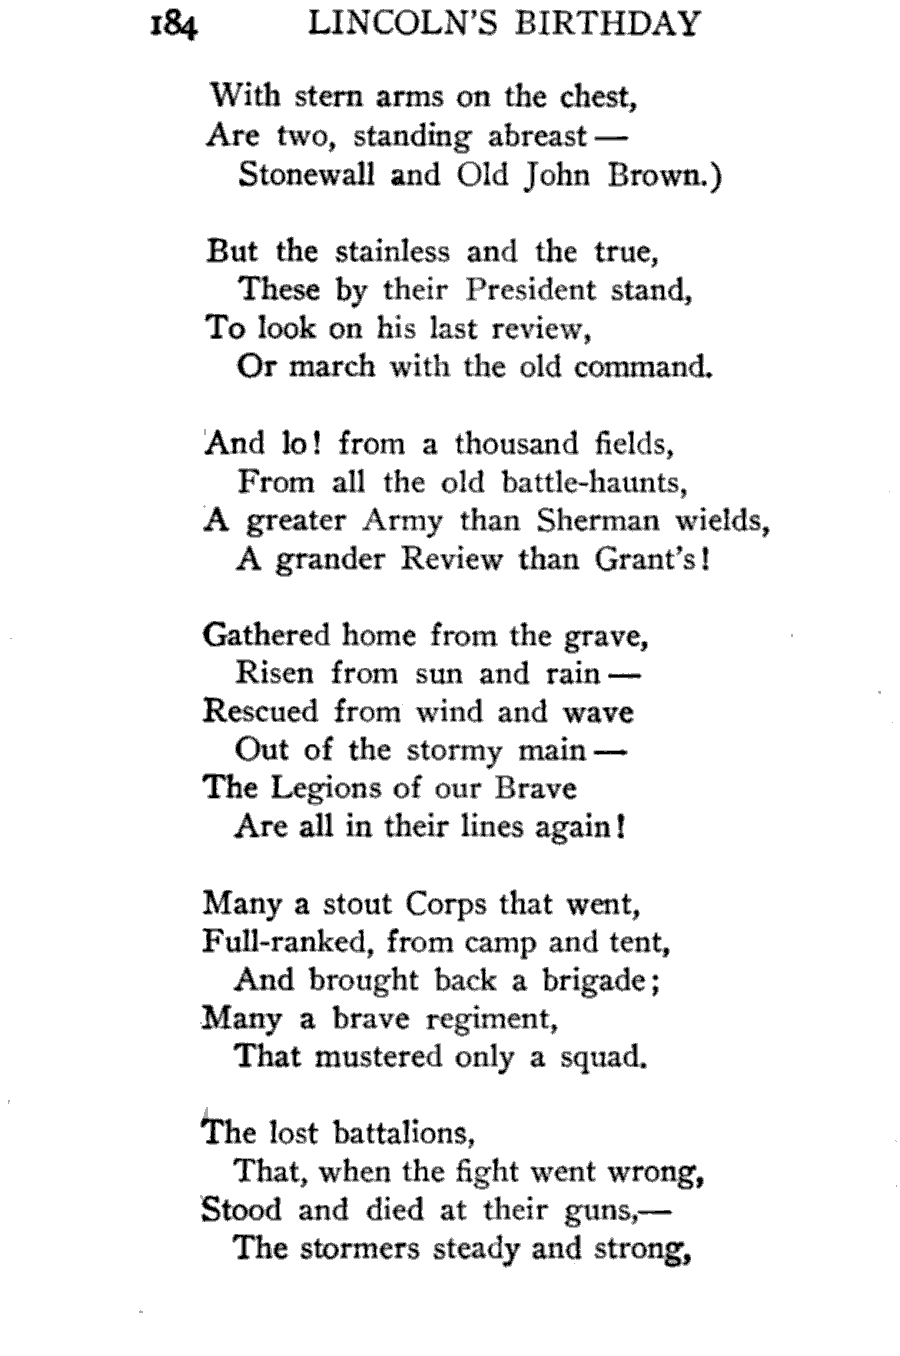 184 LINCOLN'S BIRTHDAY
With stern arms on the chest,
Are two, standing abreast —
Stonewall and Old John Brown.)
But the stainless and the true,
These by their President stand,
To look on his last review,
Or march with the old command.
And lo! from a thousand fields,
From all the old battle-haunts,
A greater Army than Sherman wields,
A grander Review than Grant's!
Gathered home from the grave,
Risen from sun and rain —
Rescued from wind and wave
Out of the stormy main —
The Legions of our Brave
Are all in their lines again!
Many a stout Corps that went,
Full-ranked, from camp and tent,
And brought back a brigade;
Many a brave regiment,
That mustered only a squad.
The lost battalions,
That, when the fight went wrong,
Stood and died at their guns,—
The stormers steady and strong,